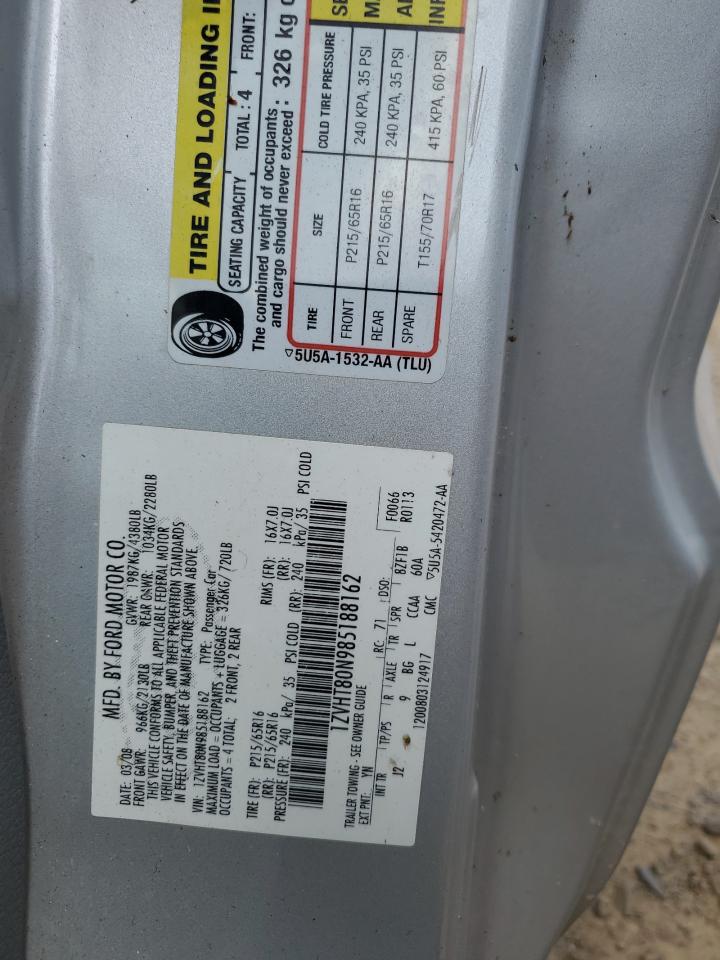 TIRE AND LOADING I
SEATING CAPACITY TOTAL : 4 FRONT:
The combined weight of occupants
and cargo should never exceed : 326 kg
TIRE SIZE COLD TIRE PRESSURE
FRONT P215/65R16 240 KPA, 35 PSI
REAR P215/65R16 240 KPA, 35 PSI
SPARE T155/70R17 415 KPA, 60 PSI
5U5A-1532-AA (TLU)
MFD. BY FORD MOTOR CO.
DATE: 03/08 GVWR: 1987KG/4380LB
FRONT GAWR: 966KG/2130LB REAR GAWR: 1034KG/2280LB
THIS VEHICLE CONFORMS TO ALL APPLICABLE FEDERAL MOTOR
VEHICLE SAFETY, BUMPER, AND THEFT PREVENTION STANDARDS
IN EFFECT ON THE DATE OF MANUFACTURE SHOWN ABOVE.
VIN: 1ZVHT80N985188162 TYPE: Passenger Car
MAXIMUM LOAD = OCCUPANTS + LUGGAGE = 326KG/720LB
OCCUPANTS = 4 TOTAL: 2 FRONT, 2 REAR
TIRE (FR): P215/65R16 RIMS (FR): 16X7.0J
(RR): P215/65R16 (RR): 16X7.0J
PRESSURE (FR): 240 kPa/ 35 PSI COLD (RR): 240 kPa/ 35 PSI COLD
1ZVHT80N985188162
TRAILER TOWING - SEE OWNER GUIDE
EXT PNT: YN RC: 71 DSO: F0066
INT TR TP/PS R AXLE TR SPR BZF1B R0113
J2 9 BG L CCAA 60A
1200803124917 CMC 5U5A-5420472-AA